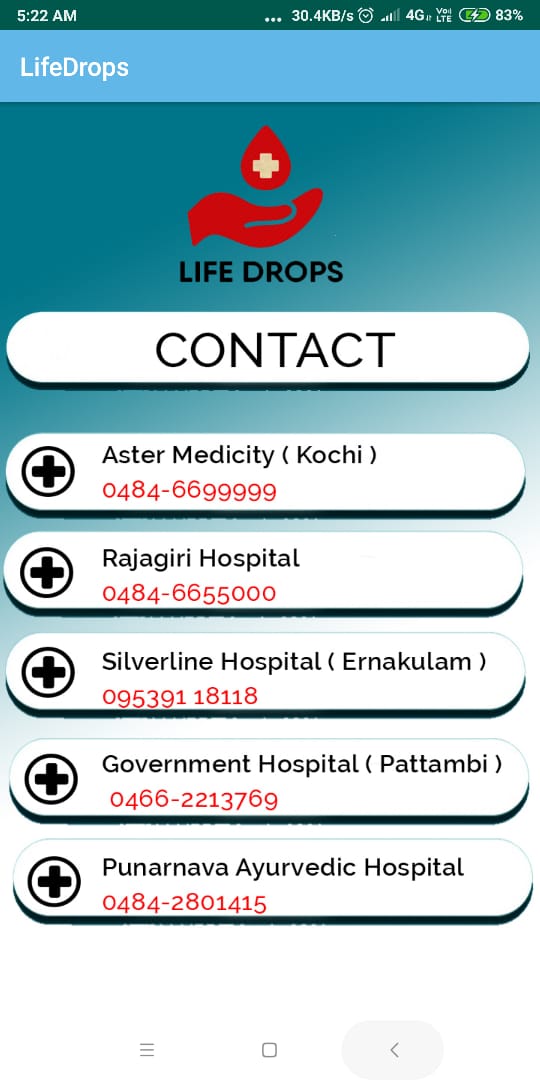 5:22 AM ... 30.4KB/s 4G Vo) LTE 83%
LifeDrops
LIFE DROPS
CONTACT
Aster Medicity ( Kochi )
0484-6699999
Rajagiri Hospital
0484-6655000
Silverline Hospital ( Ernakulam )
095391 18118
Government Hospital ( Pattambi )
0466-2213769
Punarnava Ayurvedic Hospital
0484-2801415